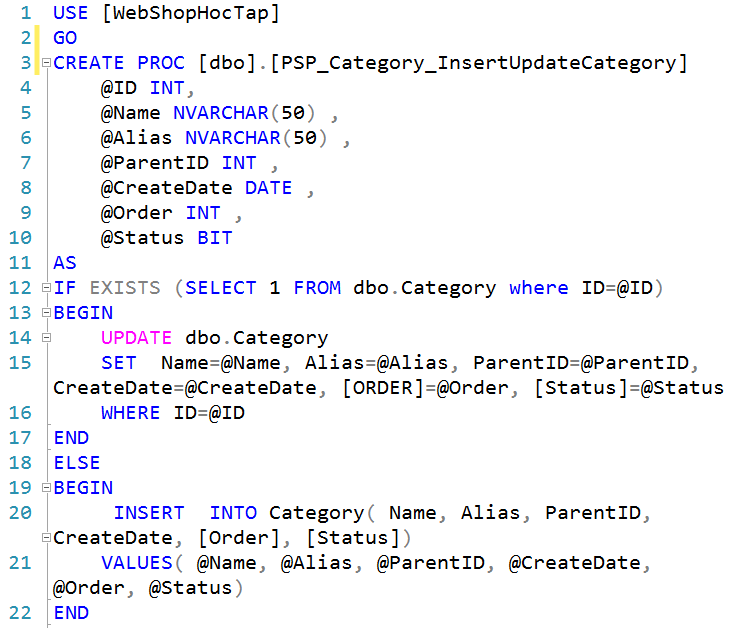 1 USE [WebShopHocTap]
2 GO
3 CREATE PROC [dbo].[PSP_Category_InsertUpdateCategory]
4 @ID INT,
5 @Name NVARCHAR(50) ,
6 @Alias NVARCHAR(50) ,
7 @ParentID INT ,
8 @CreateDate DATE ,
9 @Order INT ,
10 @Status BIT
11 AS
12 IF EXISTS (SELECT 1 FROM dbo.Category where ID=@ID)
13 BEGIN
14 UPDATE dbo.Category
15 SET  Name=@Name, Alias=@Alias, ParentID=@ParentID,
CreateDate=@CreateDate, [ORDER]=@Order, [Status]=@Status
16 WHERE ID=@ID
17 END
18 ELSE
19 BEGIN
20 INSERT  INTO Category( Name, Alias, ParentID,
CreateDate, [Order], [Status])
21 VALUES( @Name, @Alias, @ParentID, @CreateDate,
@Order, @Status)
22 END